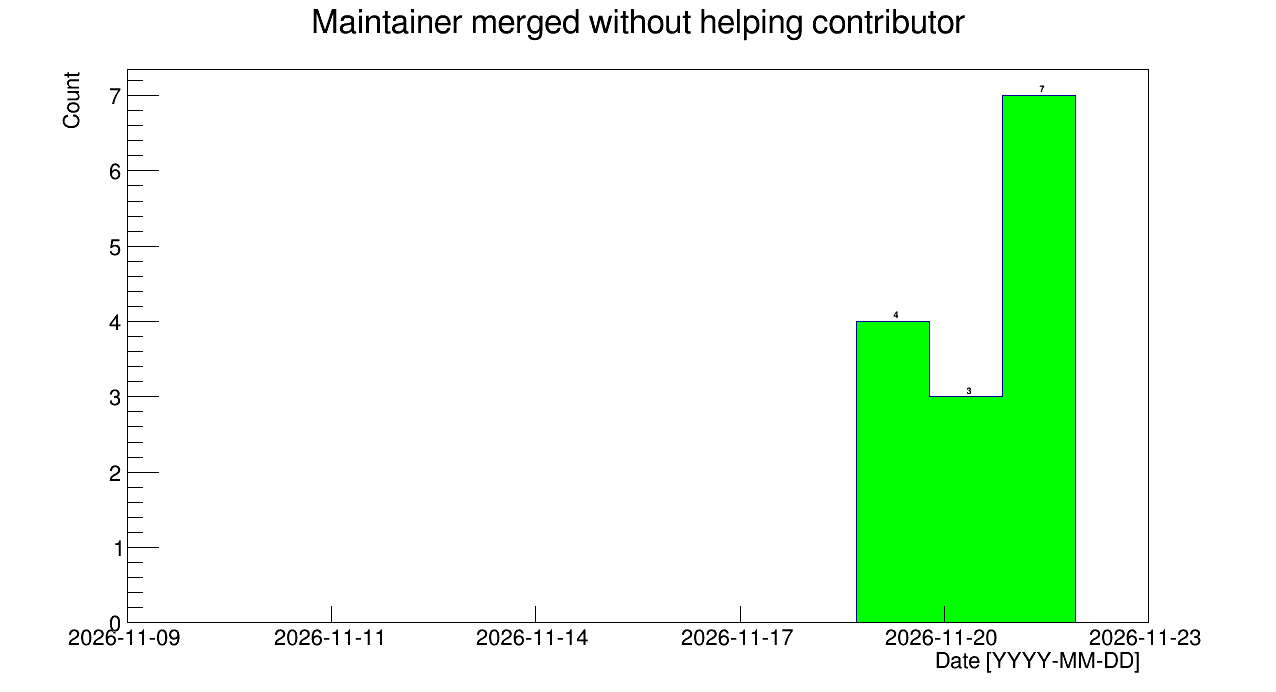 Maintainer merged without helping contributor
Count
7
6
5
4
3
2
1
0
7
4
3
2026-11-09 2026-11-11 2026-11-14 2026-11-17 2026-11-20 2026-11-23
Date [YYYY-MM-DD]